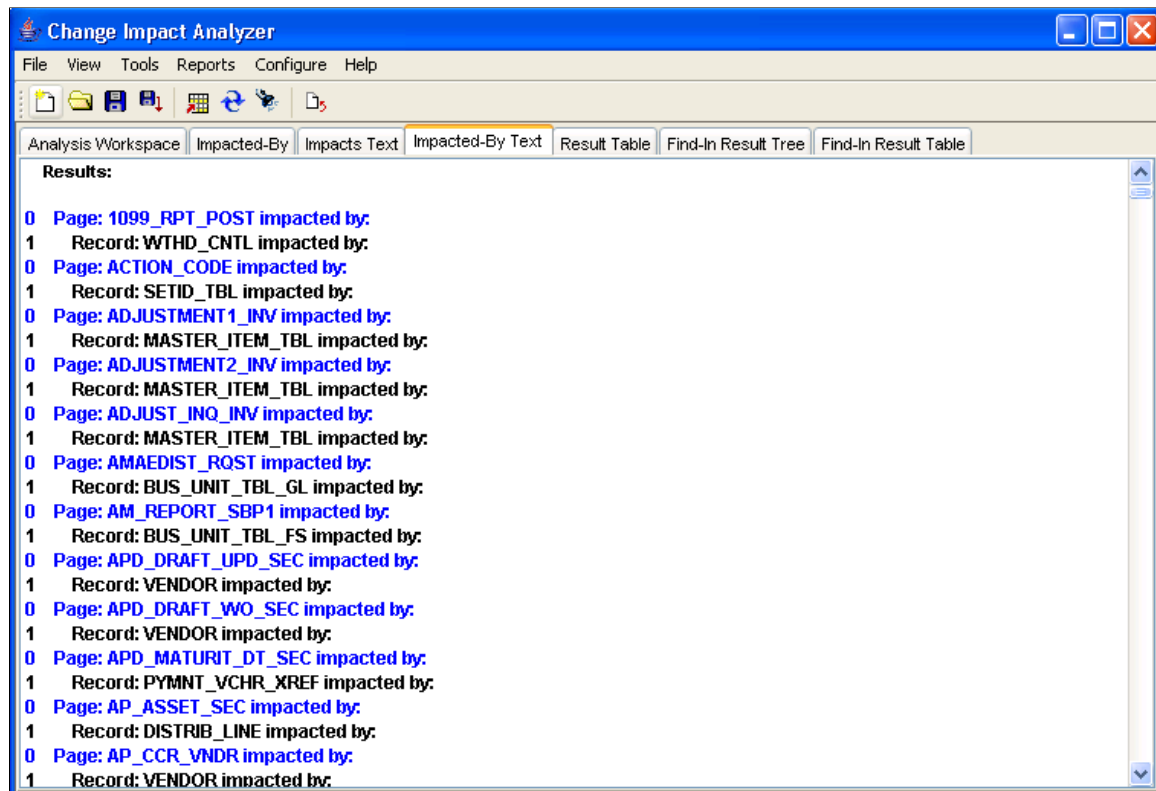 Change Impact Analyzer
File View Tools Reports Configure Help
Analysis Workspace Impacted-By Impacts Text Impacted-By Text Result Table Find-In Result Tree Find-In Result Table
Results:
0 Page: 1099_RPT_POST impacted by:
1 Record: WTHD_CNTL impacted by:
0 Page: ACTION_CODE impacted by:
1 Record: SETID_TBL impacted by:
0 Page: ADJUSTMENT1_INV impacted by:
1 Record: MASTER_ITEM_TBL impacted by:
0 Page: ADJUSTMENT2_INV impacted by:
1 Record: MASTER_ITEM_TBL impacted by:
0 Page: ADJUST_INQ_INV impacted by:
1 Record: MASTER_ITEM_TBL impacted by:
0 Page: AMAEDIST_RQST impacted by:
1 Record: BUS_UNIT_TBL_GL impacted by:
0 Page: AM_REPORT_SBP1 impacted by:
1 Record: BUS_UNIT_TBL_FS impacted by:
0 Page: APD_DRAFT_UPD_SEC impacted by:
1 Record: VENDOR impacted by:
0 Page: APD_DRAFT_WO_SEC impacted by:
1 Record: VENDOR impacted by:
0 Page: APD_MATURIT_DT_SEC impacted by:
1 Record: PYMNT_VCHR_XREF impacted by:
0 Page: AP_ASSET_SEC impacted by:
1 Record: DISTRIB_LINE impacted by:
0 Page: AP_CCR_VNDR impacted by:
1 Record: VENDOR impacted by: